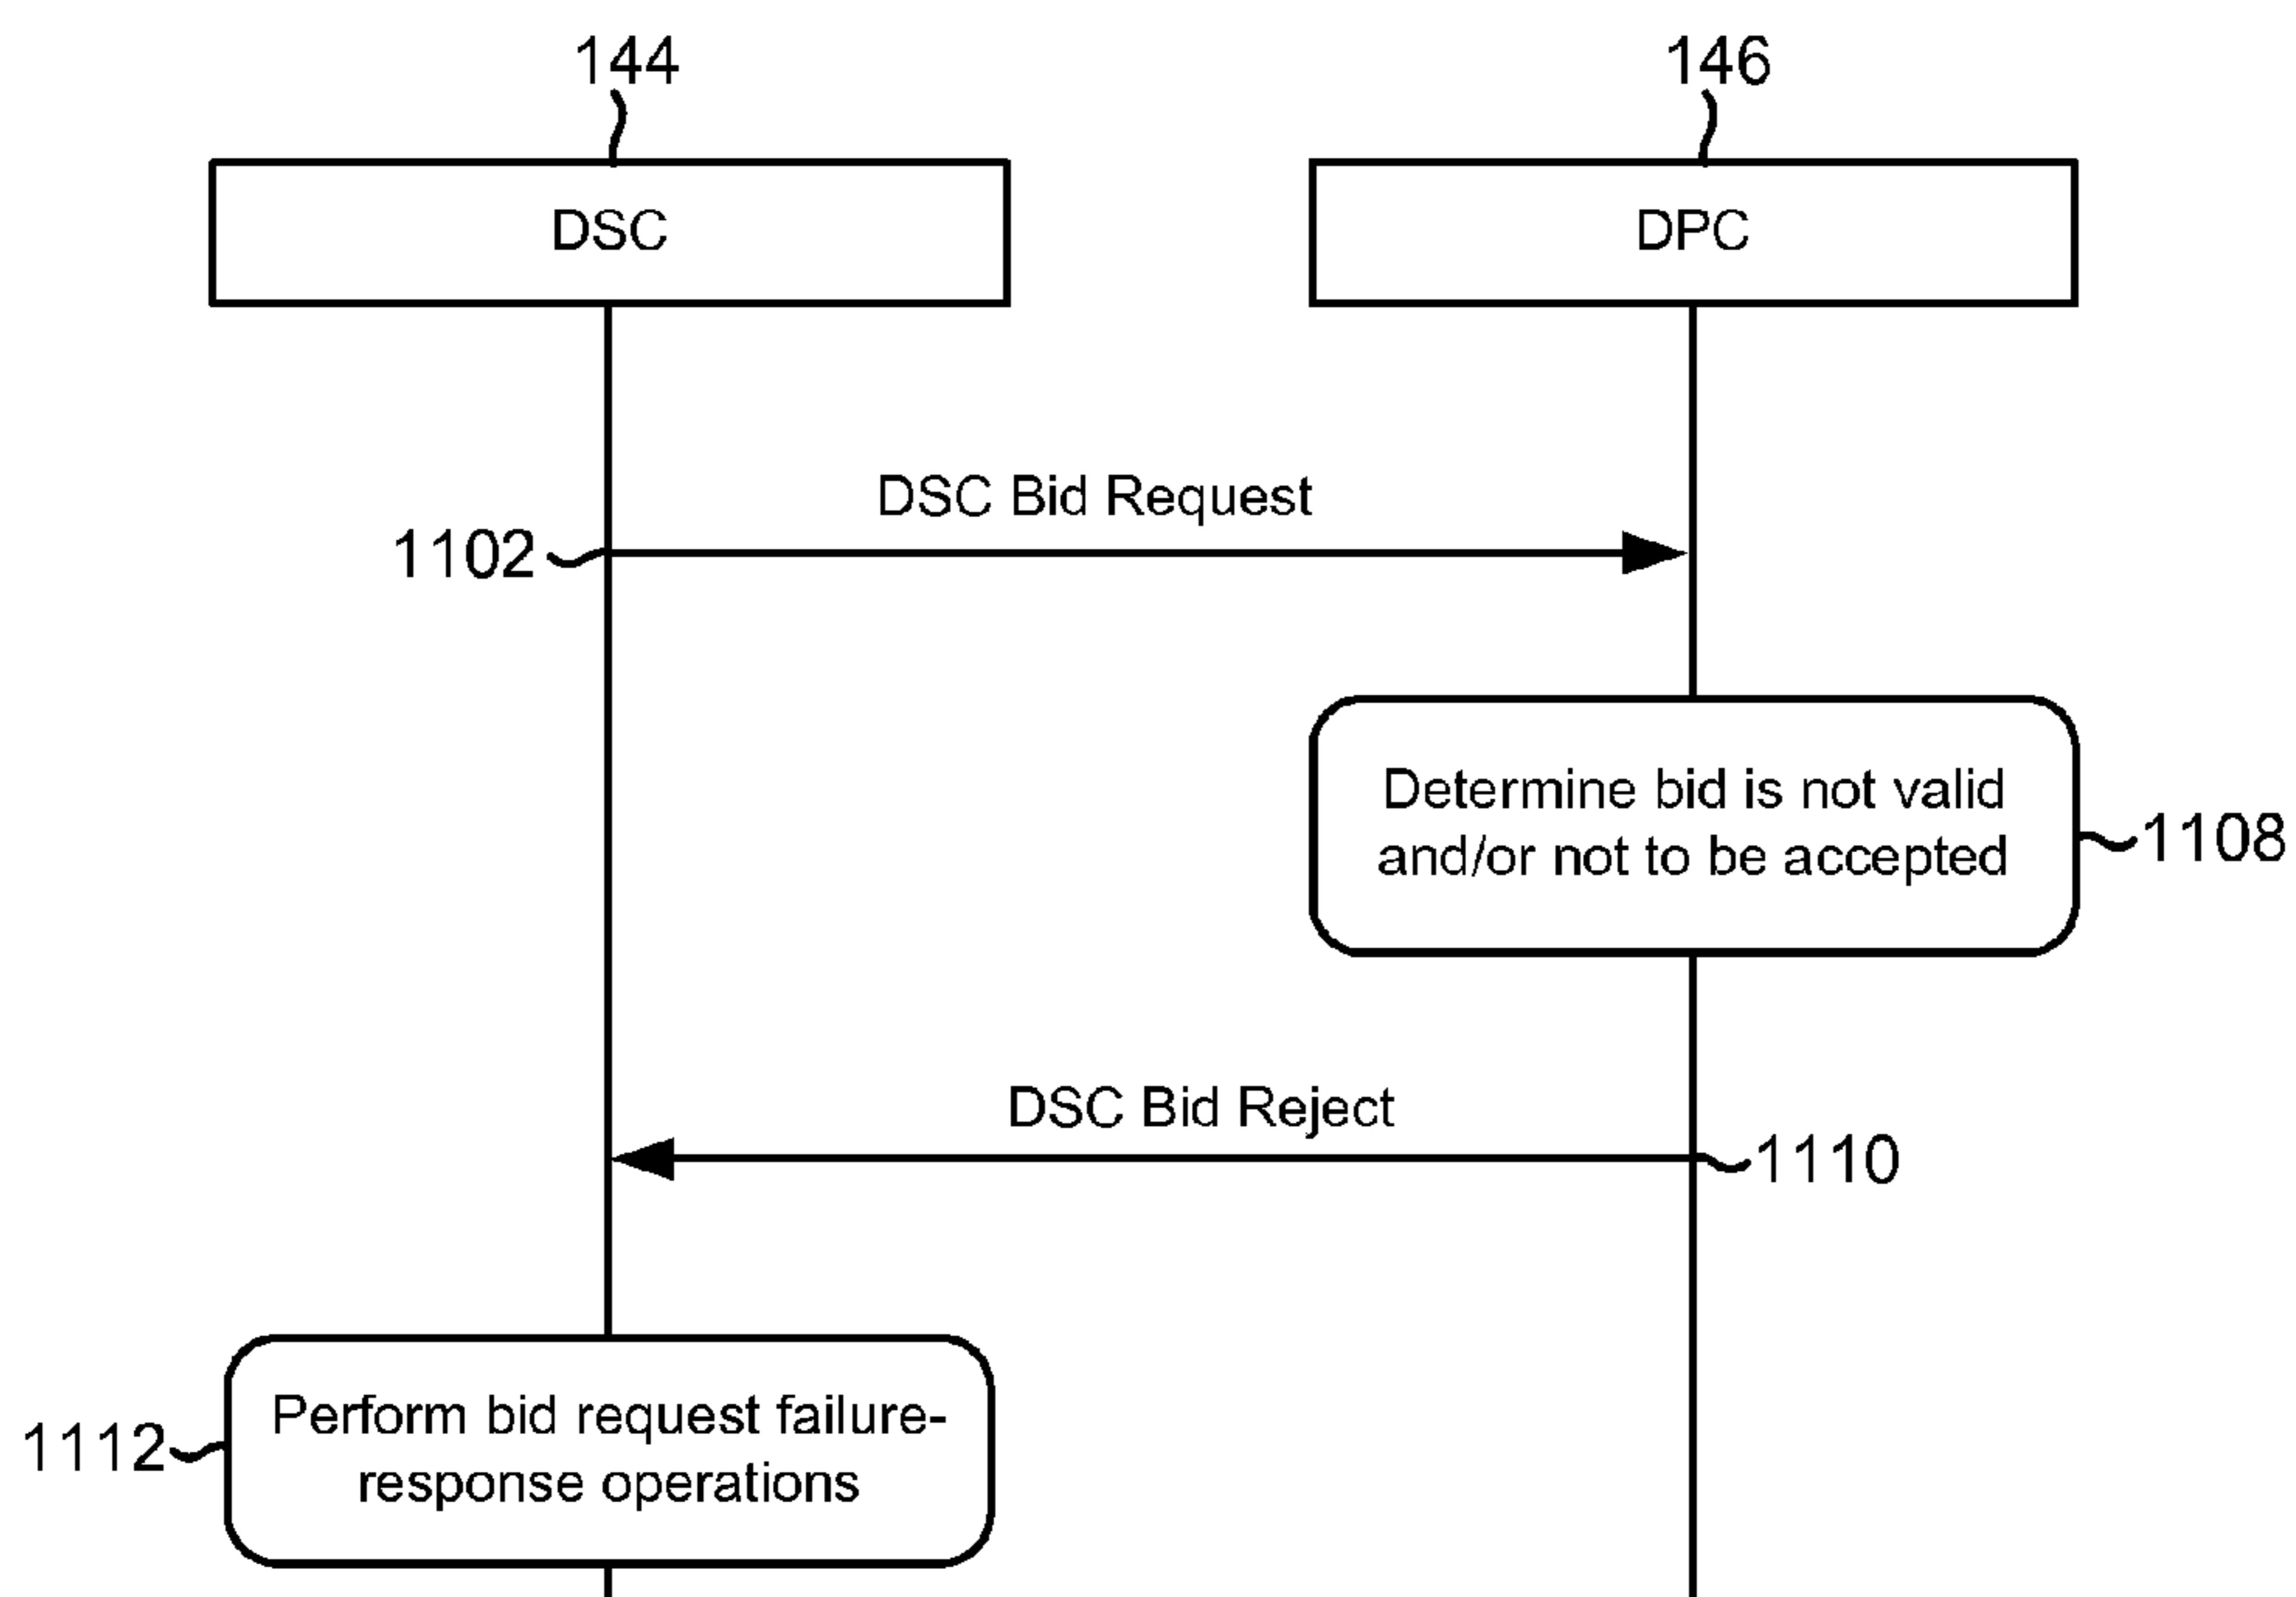 144
146
DSC
DPC
DSC Bid Request
1102
Determine bid is not valid
and/or not to be accepted
1108
DSC Bid Reject
1110
Perform bid request failure-
response operations
1112